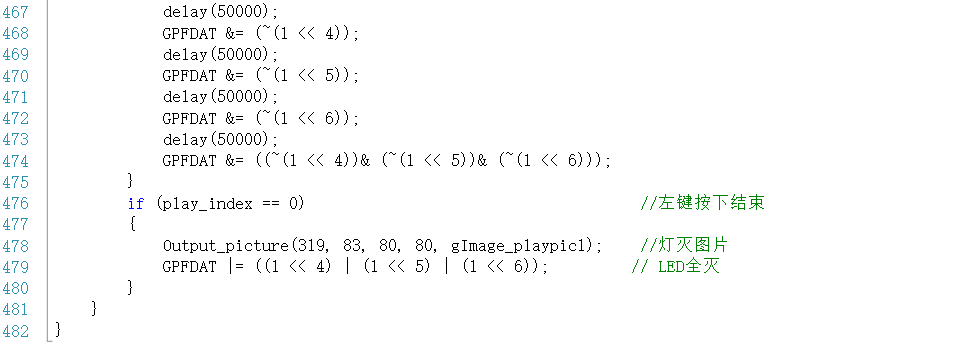 467 delay(50000);
468 GPFDAT &= (~(1 << 4));
469 delay(50000);
470 GPFDAT &= (~(1 << 5));
471 delay(50000);
472 GPFDAT &= (~(1 << 6));
473 delay(50000);
474 GPFDAT &= ((~(1 << 4))& (~(1 << 5))& (~(1 << 6)));
475 }
476 if (play_index == 0) //左键按下结束
477 {
478 Output_picture(319, 83, 80, 80, gImage_playpic1); //灯灭图片
479 GPFDAT |= ((1 << 4) | (1 << 5) | (1 << 6)); // LED全灭
480 }
481 }
482 }